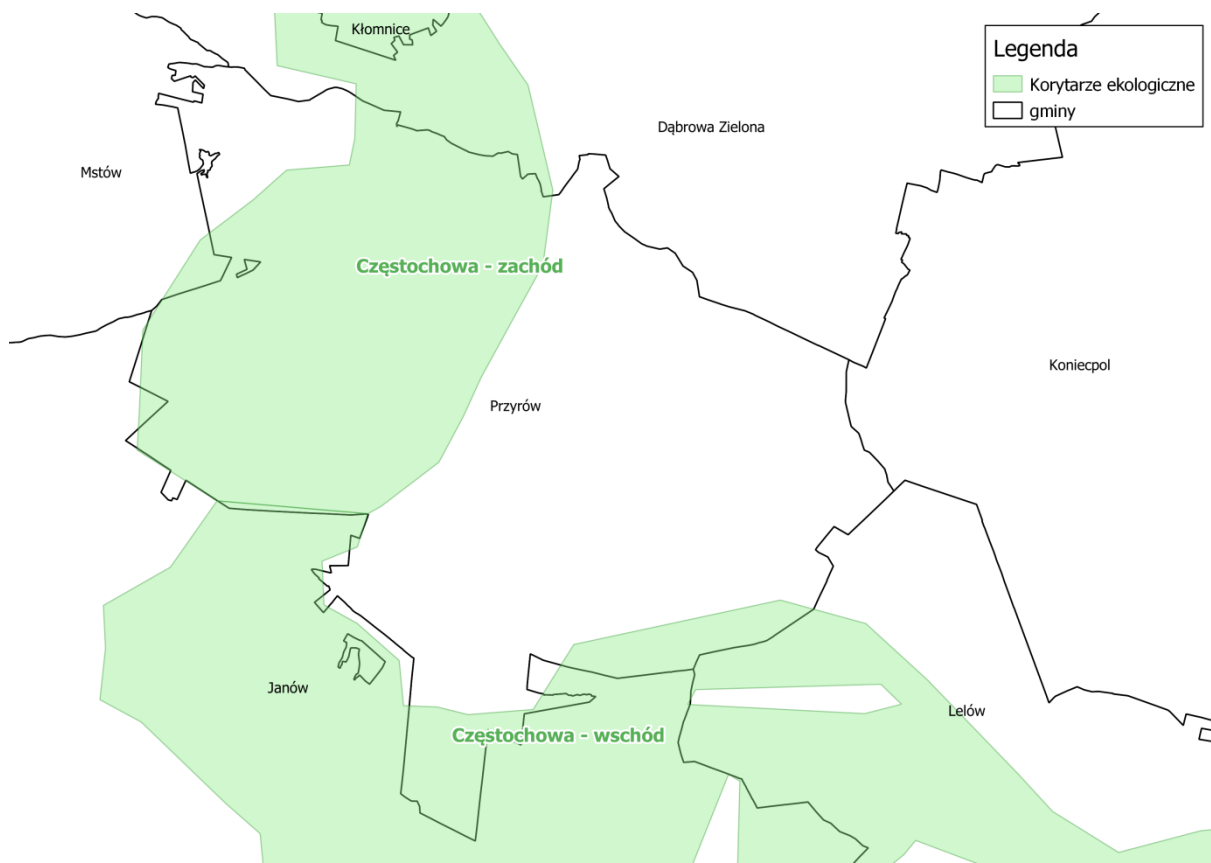 Kłomnice
Legenda
Korytarze ekologiczne
gminy
Dąbrowa Zielona
Mstów
Częstochowa - zachód
Koniecpol
Przyrów
Janów
Lelów
Częstochowa - wschód